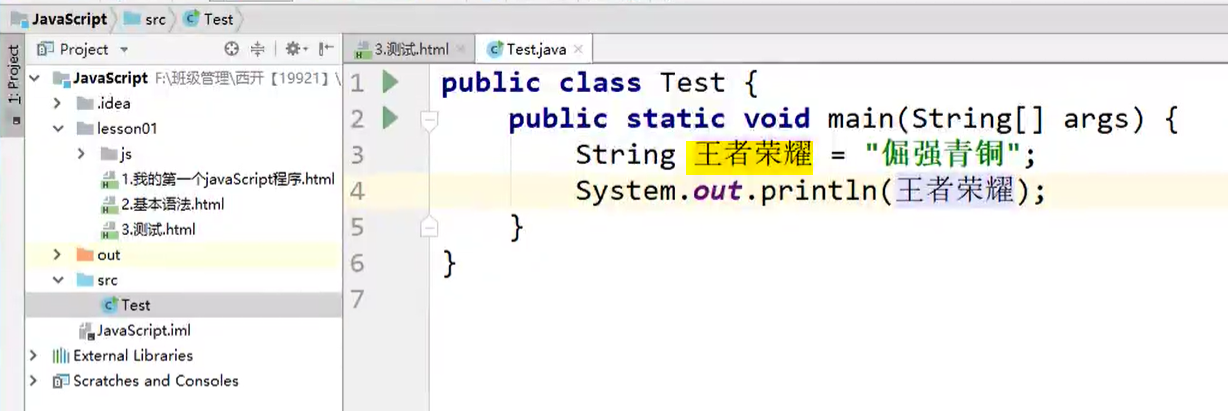 JavaScript src Test
1: Project
Project
JavaScript F:\班级管理\西开【19921】\
.idea
lesson01
js
1.我的第一个javaScript程序.html
2.基本语法.html
3.测试.html
out
src
Test
JavaScript.iml
External Libraries
Scratches and Consoles
3.测试.html Test.java
1 public class Test {
2 public static void main(String[] args) {
3 String 王者荣耀 = "倔强青铜";
4 System.out.println(王者荣耀);
5 }
6 }
7